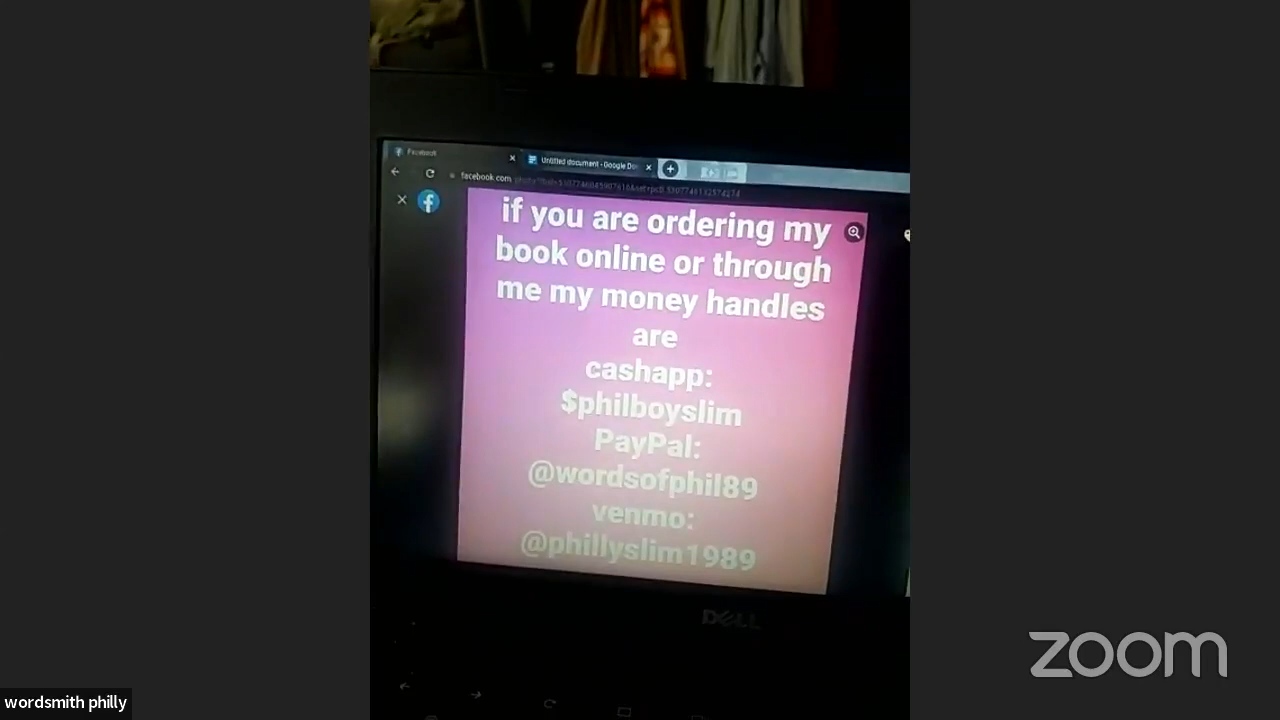 Facebook
Untitled document - Google Do
facebook.com
if you are ordering my
book online or through
me my money handles
are
cashapp:
$philboyslim
PayPal:
@wordsofphil89
venmo:
@phillyslim1989
DELL
zoom
wordsmith philly